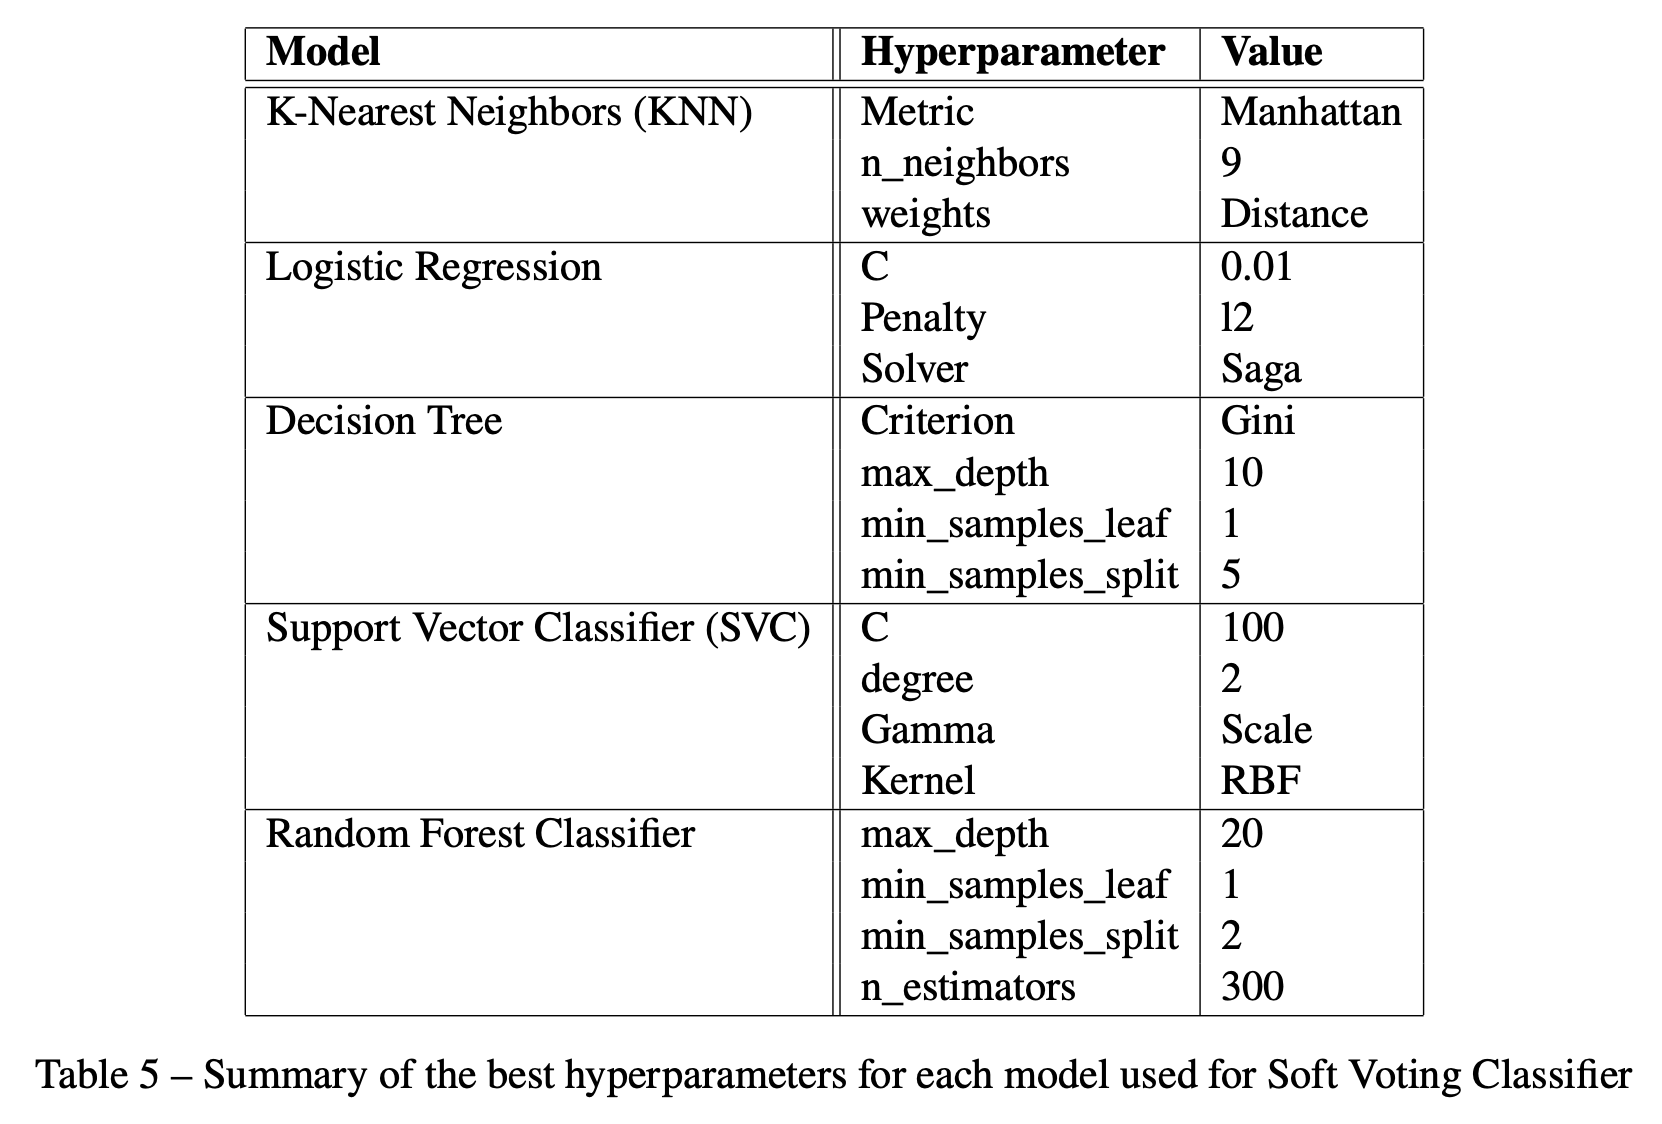 Model Hyperparameter Value
K-Nearest Neighbors (KNN) Metric Manhattan
n_neighbors 9
weights Distance
Logistic Regression C 0.01
Penalty l2
Solver Saga
Decision Tree Criterion Gini
max_depth 10
min_samples_leaf 1
min_samples_split 5
Support Vector Classifier (SVC) C 100
degree 2
Gamma Scale
Kernel RBF
Random Forest Classifier max_depth 20
min_samples_leaf 1
min_samples_split 2
n_estimators 300
Table 5 – Summary of the best hyperparameters for each model used for Soft Voting Classifier